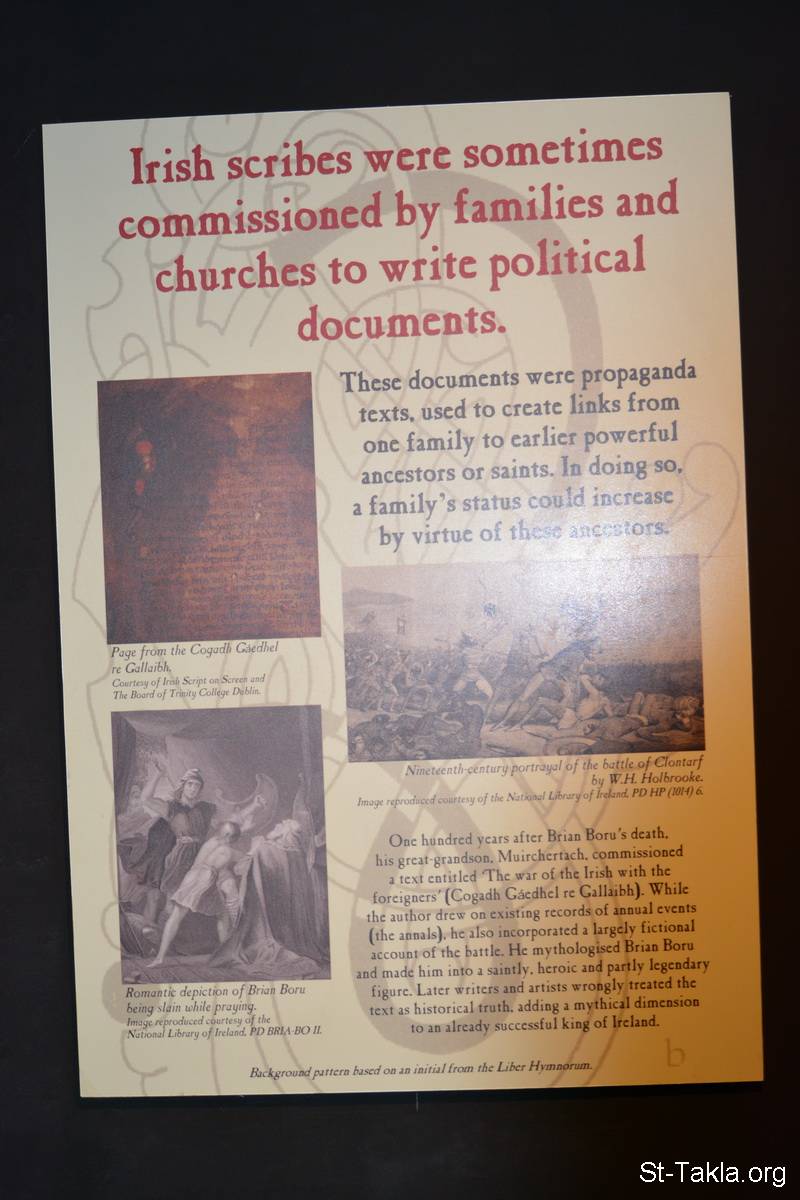 Irish scribes were sometimes
commissioned by families and
churches to write political
documents.
These documents were propaganda
texts, used to create links from
one family to earlier powerful
ancestors or saints. In doing so,
a family's status could increase
by virtue of these ancestors.
Page from the Cogadh Gáedhel
re Gallaibh.
Courtesy of Irish Script on Screen and
The Board of Trinity College Dublin.
Nineteenth-century portrayal of the battle of Clontarf
by W.H. Holbrooke.
Image reproduced courtesy of the National Library of Ireland, PD HP (1014) 6.
Romantic depiction of Brian Boru
being slain while praying.
Image reproduced courtesy of the
National Library of Ireland, PD BRIA-BO II.
One hundred years after Brian Boru's death,
his great-grandson, Muirchertach, commissioned
a text entitled 'The war of the Irish with the
foreigners' (Cogadh Gáedhel re Gallaibh). While
the author drew on existing records of annual events
(the annals), he also incorporated a largely fictional
account of the battle. He mythologised Brian Boru
and made him into a saintly, heroic and partly legendary
figure. Later writers and artists wrongly treated the
text as historical truth, adding a mythical dimension
to an already successful king of Ireland.
b
Background pattern based on an initial from the Liber Hymnorum.
St-Takla.org